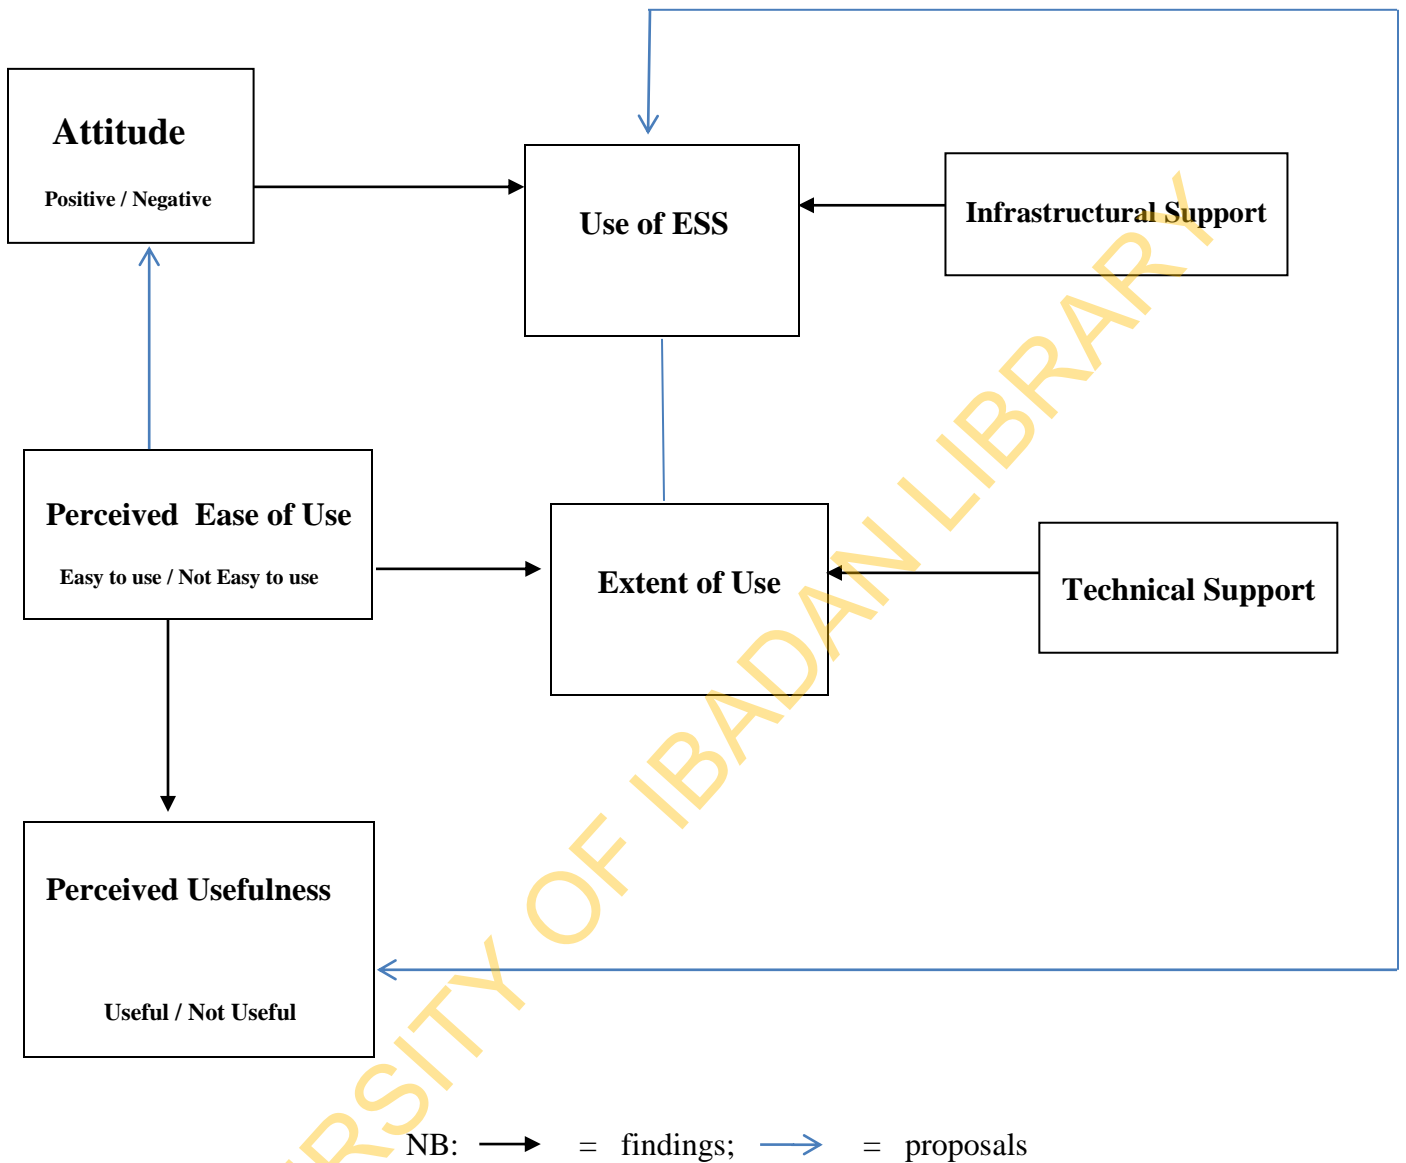 Attitude
Positive / Negative
Use of ESS
Infrastructural Support
Perceived Ease of Use
Easy to use / Not Easy to use
Extent of Use
Technical Support
Perceived Usefulness
Useful / Not Useful
NB: = findings; = proposals
RSITY OF IBADAN LIBRARY